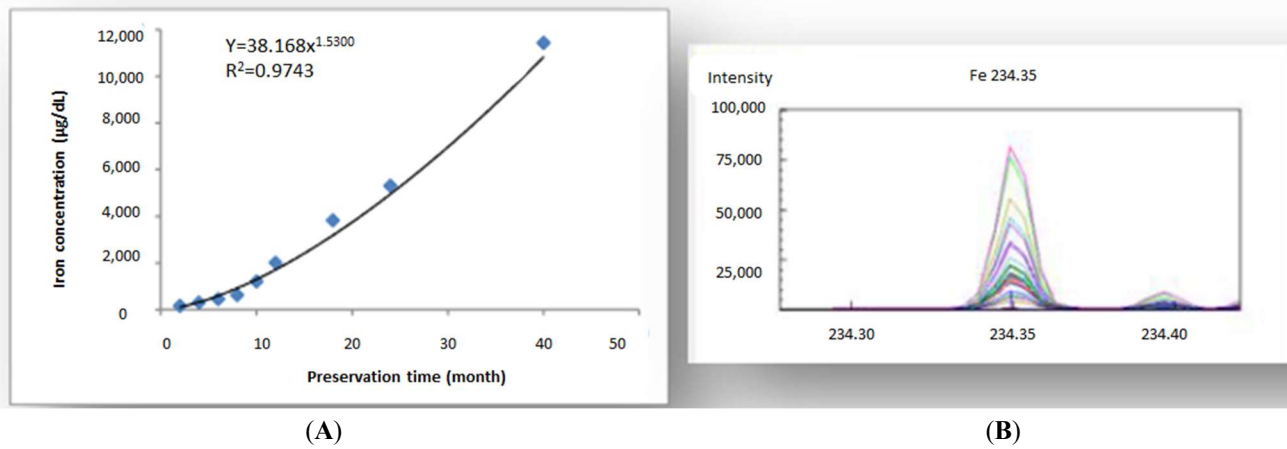 12,000
10,000
8,000
6,000
4,000
2,000
0
Iron concentration (µg/dL)
Y=38.168x^1.5300
R²=0.9743
0 10 20 30 40 50
Preservation time (month)
(A)
Intensity
Fe 234.35
100,000
75,000
50,000
25,000
234.30 234.35 234.40
(B)